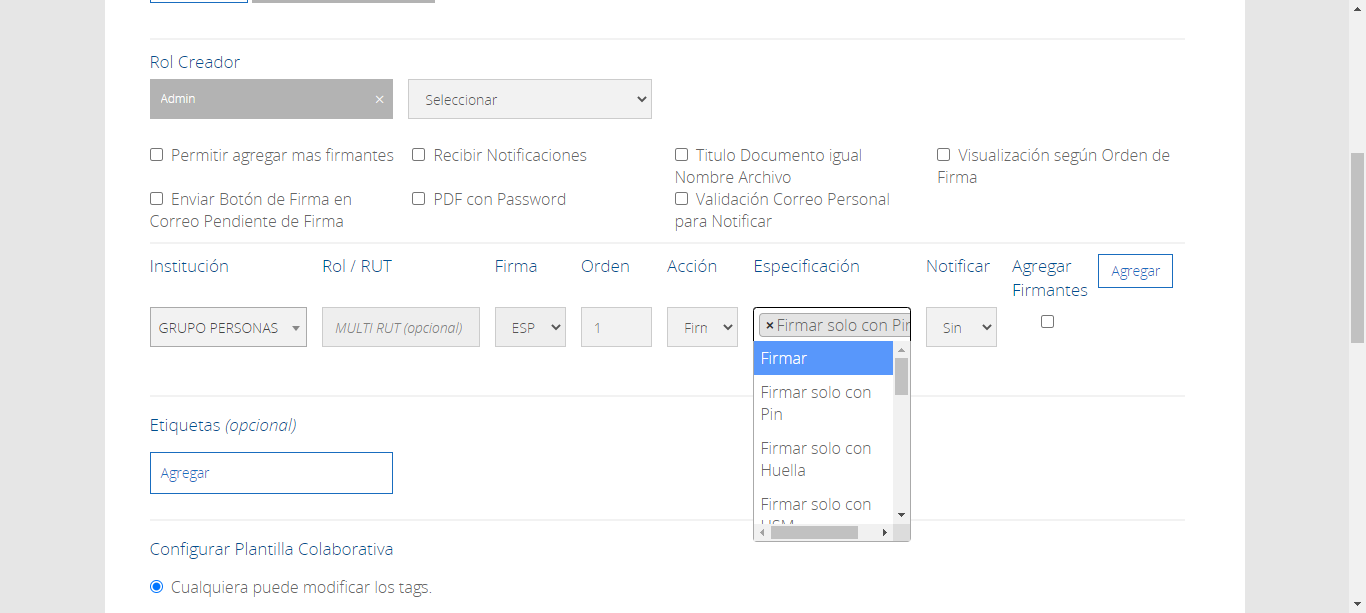 Rol Creador
Admin ×
Seleccionar
Permitir agregar mas firmantes
Recibir Notificaciones
Titulo Documento igual
Nombre Archivo
Visualización según Orden de
Firma
Enviar Botón de Firma en
Correo Pendiente de Firma
PDF con Password
Validación Correo Personal
para Notificar
Institución
Rol / RUT
Firma
Orden
Acción
Especificación
Notificar
Agregar
Firmantes
Agregar
GRUPO PERSONAS
MULTI RUT (opcional)
ESP
1
Firn
× Firmar solo con Pin
Sin
Firmar
Firmar solo con
Pin
Firmar solo con
Huella
Firmar solo con
HSM
Etiquetas (opcional)
Agregar
Configurar Plantilla Colaborativa
Cualquiera puede modificar los tags.